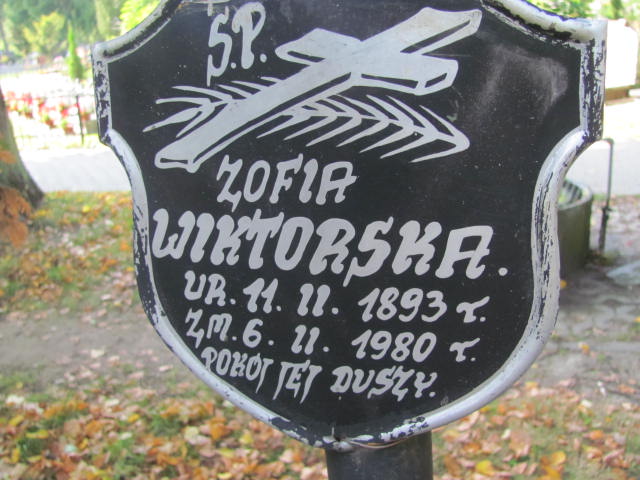 Ś.P.
ZOFIA
WIKTORSKA.
UR. 11. II. 1893 r.
ZM. 6. II. 1980 r.
POKÓJ JEJ DUSZY.